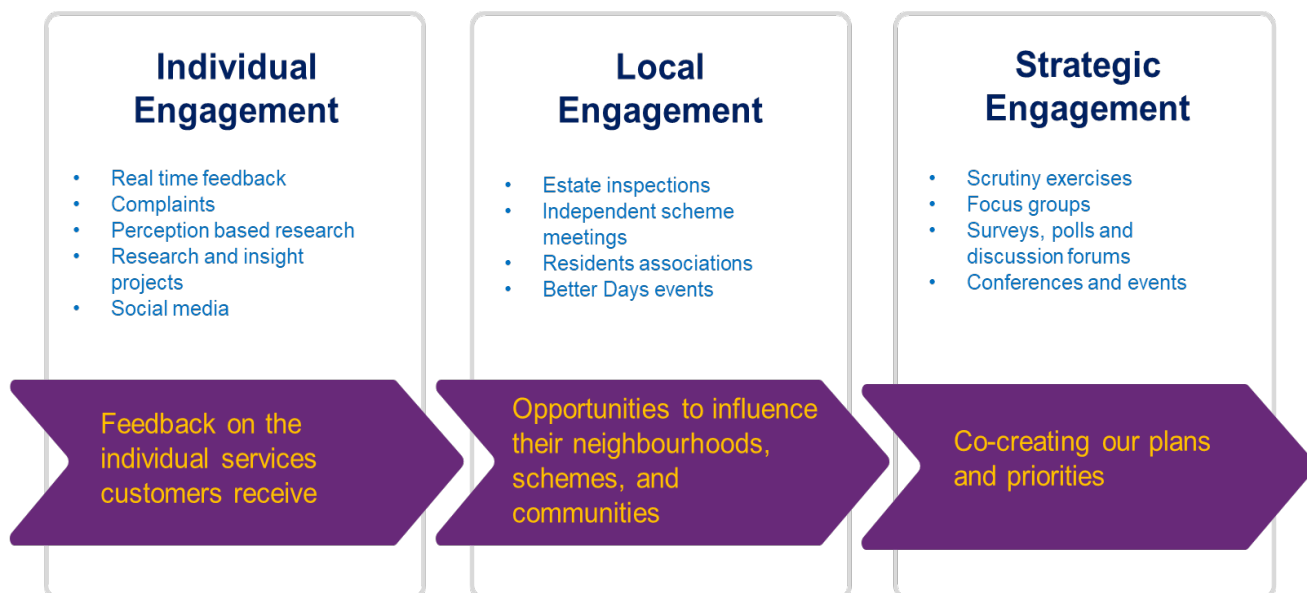 Individual
Engagement
• Real time feedback
• Complaints
• Perception based research
• Research and insight
projects
• Social media
Feedback on the
individual services
customers receive
Local
Engagement
• Estate inspections
• Independent scheme
meetings
• Residents associations
• Better Days events
Opportunities to influence
their neighbourhoods,
schemes, and
communities
Strategic
Engagement
• Scrutiny exercises
• Focus groups
• Surveys, polls and
discussion forums
• Conferences and events
Co-creating our plans
and priorities